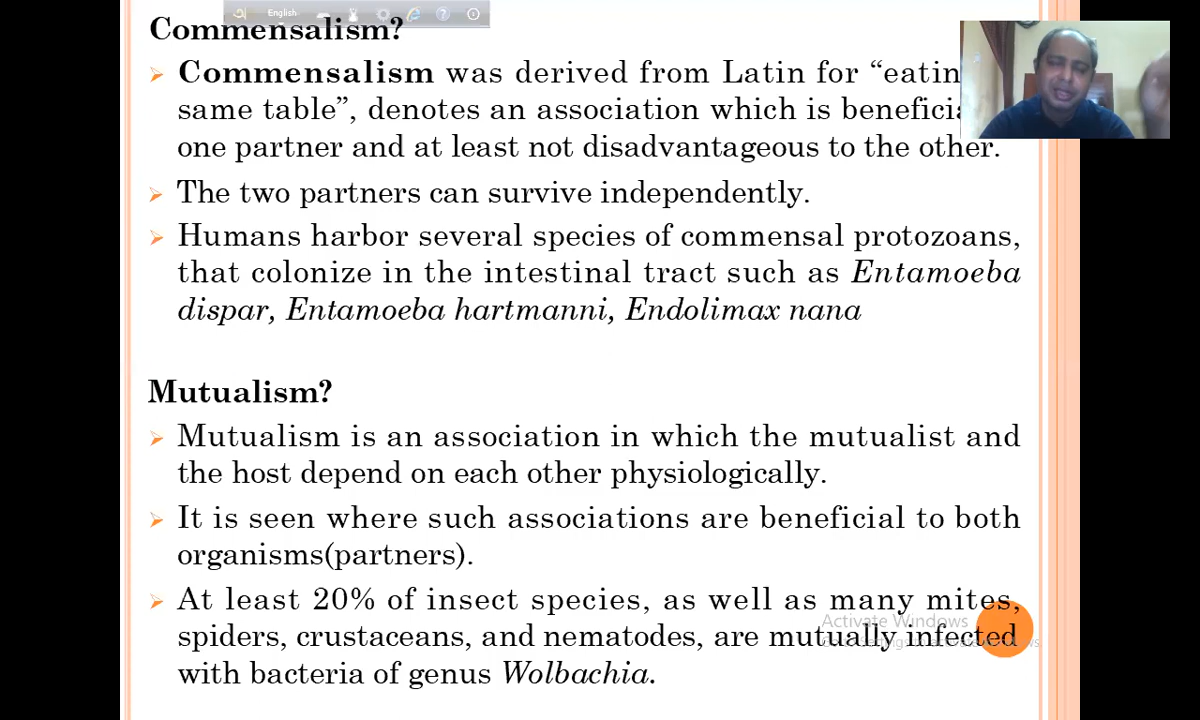 English
Commensalism?
Commensalism was derived from Latin for “eatin
same table”, denotes an association which is benefici
one partner and at least not disadvantageous to the other.
The two partners can survive independently.
Humans harbor several species of commensal protozoans,
that colonize in the intestinal tract such as Entamoeba
dispar, Entamoeba hartmanni, Endolimax nana
Mutualism?
Mutualism is an association in which the mutualist and
the host depend on each other physiologically.
It is seen where such associations are beneficial to both
organisms(partners).
At least 20% of insect species, as well as many mites,
Activate Windows
spiders, crustaceans, and nematodes, are mutually infected
with bacteria of genus Wolbachia.